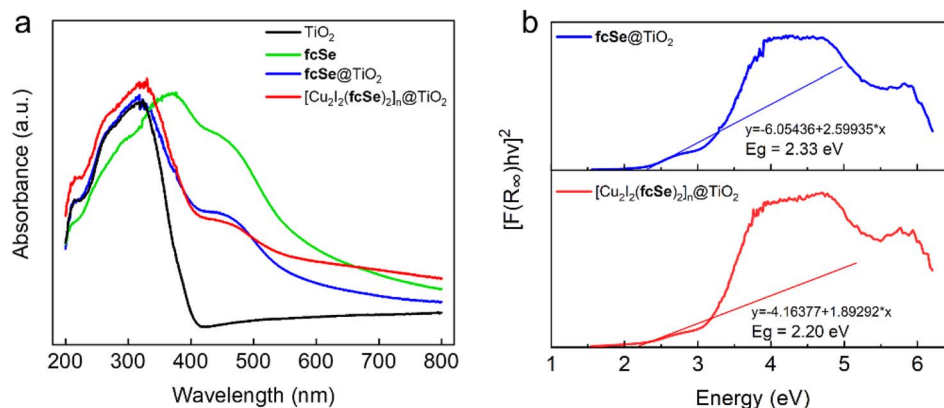 a
TiO₂
fcSe
fcSe@TiO₂
[Cu₂I₂(fcSe)₂]ₙ@TiO₂
Absorbance (a.u.)
200 300 400 500 600 700 800
Wavelength (nm)
b
fcSe@TiO₂
y=-6.05436+2.59935*x
Eg = 2.33 eV
[F(R∞)hν]²
[Cu₂I₂(fcSe)₂]ₙ@TiO₂
y=-4.16377+1.89292*x
Eg = 2.20 eV
1 2 3 4 5 6
Energy (eV)